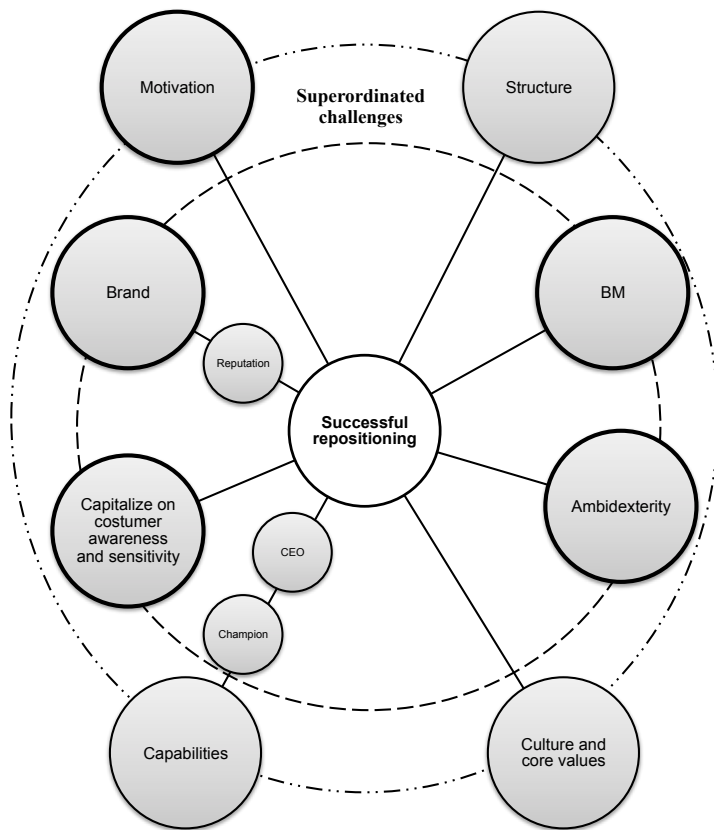 Motivation
Structure
Superordinated
challenges
Brand
BM
Reputation
Successful
repositioning
Capitalize on
costumer
awareness
and sensitivity
Ambidexterity
CEO
Champion
Capabilities
Culture and
core values